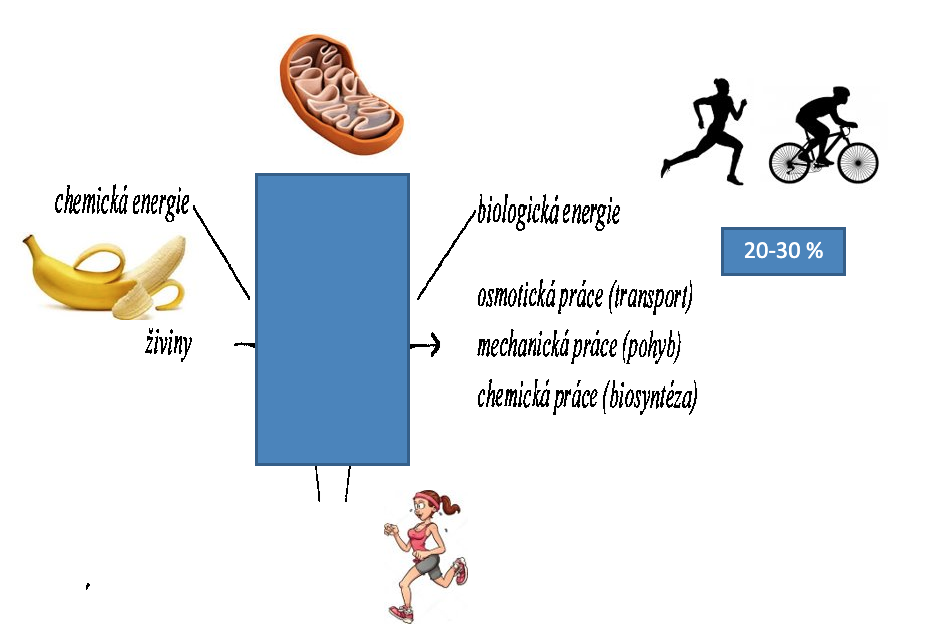 chemická energie
biologická energie
20-30 %
osmotická práce (transport)
živiny
mechanická práce (pohyb)
chemická práce (biosyntéza)